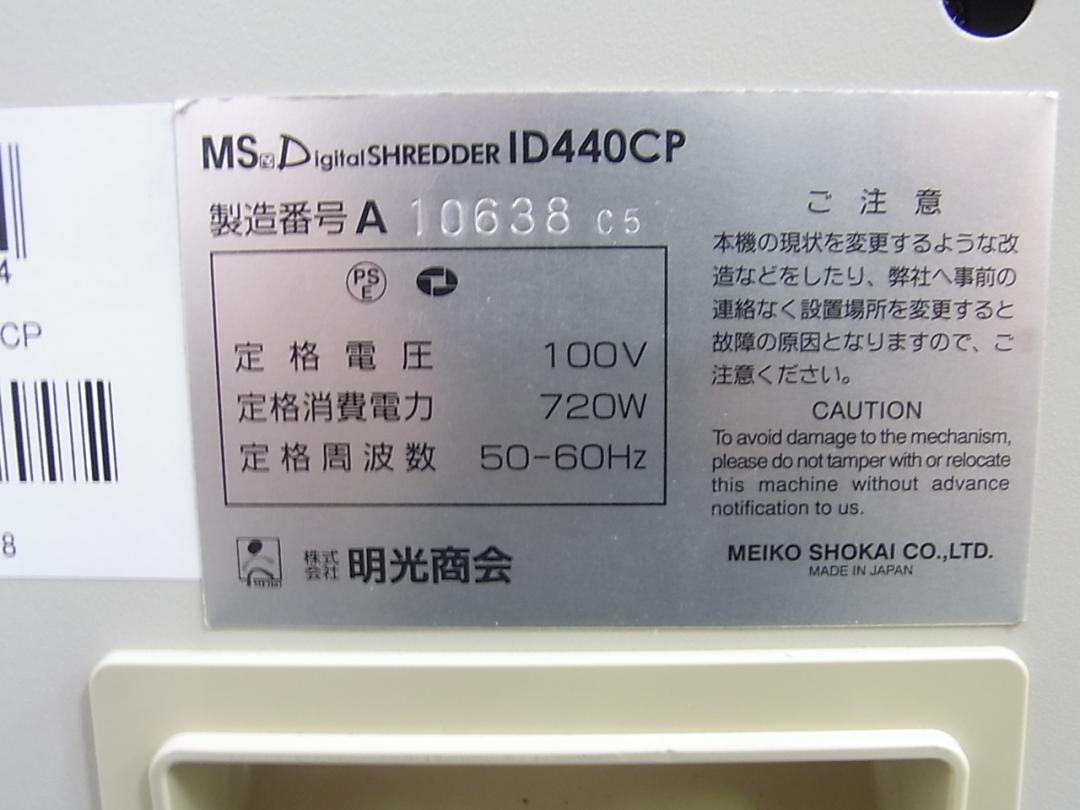 MS Digital SHREDDER ID440CP
製造番号 A 10638 C5
PS
E
定格電圧 100V
定格消費電力 720W
定格周波数 50-60Hz
株式
会社 明光商会
ご注意
本機の現状を変更するような改
造などをしたり、弊社へ事前の
連絡なく設置場所を変更すると
故障の原因となりますので、ご
注意ください。
CAUTION
To avoid damage to the mechanism,
please do not tamper with or relocate
this machine without advance
notification to us.
MEIKO SHOKAI CO.,LTD.
MADE IN JAPAN
4
CP
8